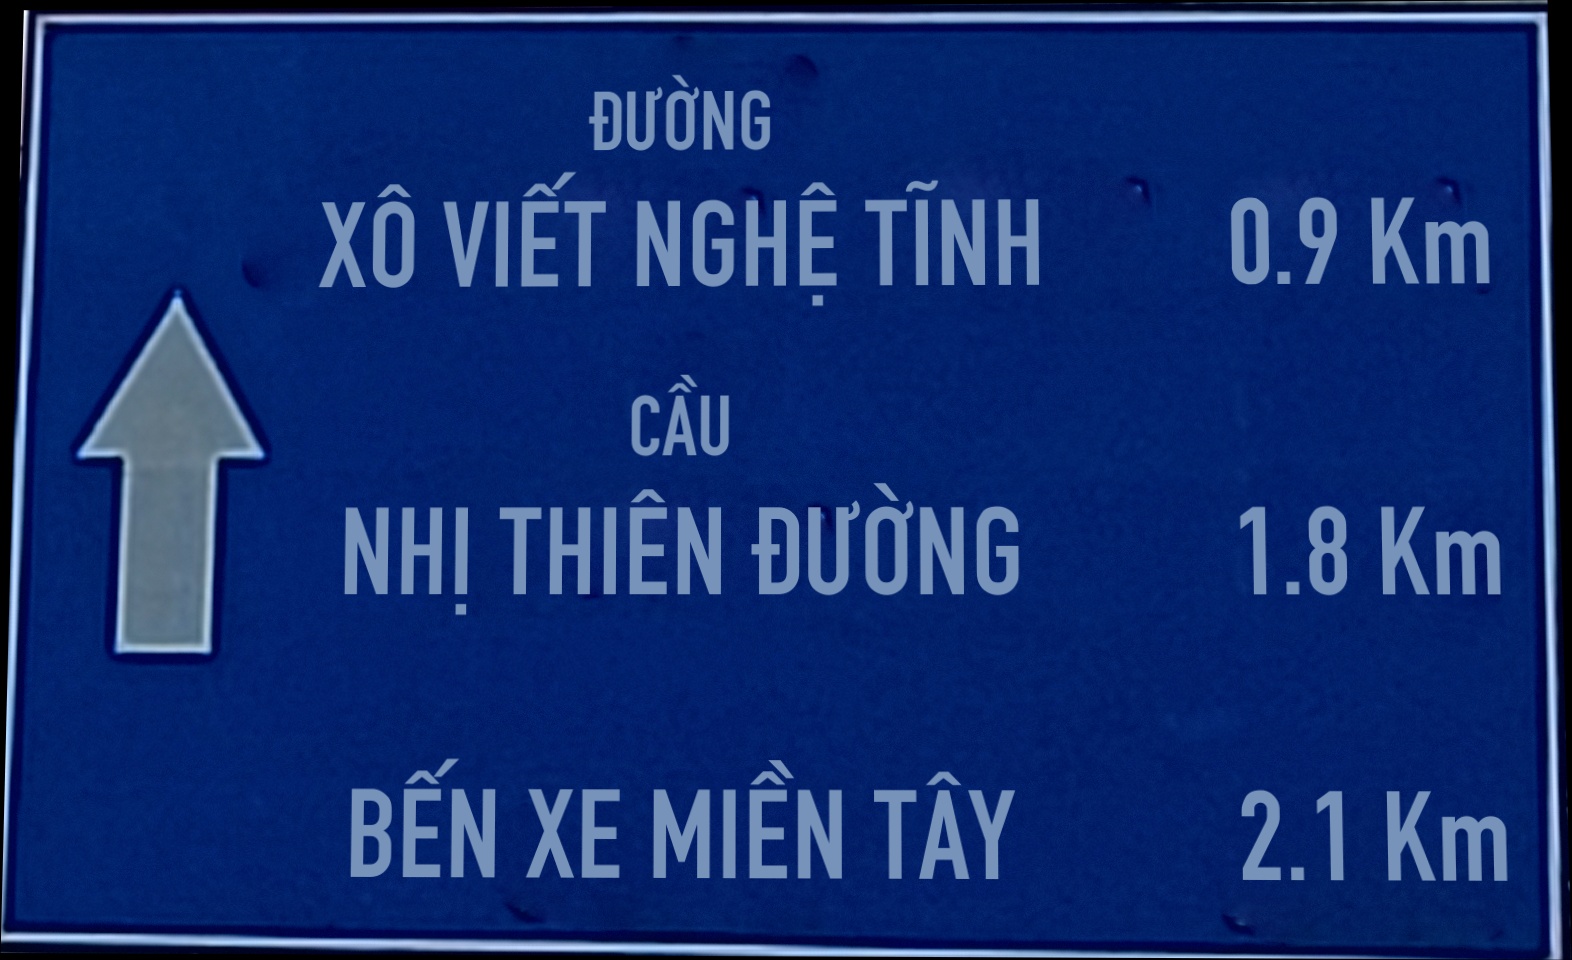 ĐƯỜNG
XÔ VIẾT NGHỆ TĨNH 0.9 Km
CẦU
NHỊ THIÊN ĐƯỜNG 1.8 Km
BẾN XE MIỀN TÂY 2.1 Km